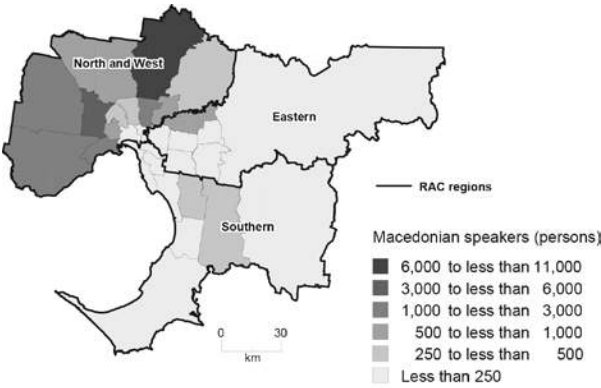 North and West
Eastern
Southern
RAC regions
0 30
km
Macedonian speakers (persons)
6,000 to less than 11,000
3,000 to less than 6,000
1,000 to less than 3,000
500 to less than 1,000
250 to less than 500
Less than 250